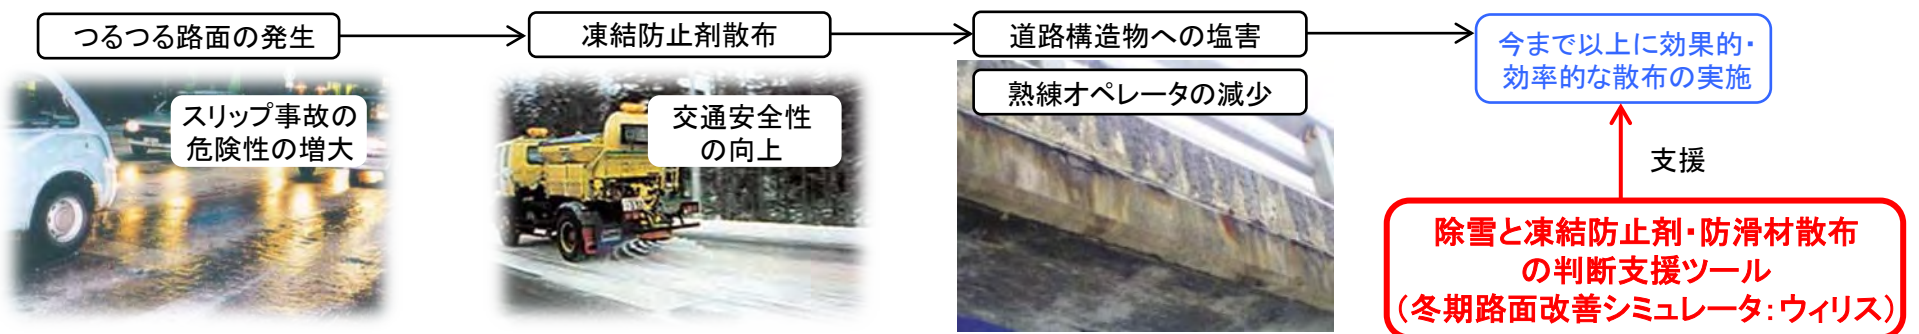 つるつる路面の発生
スリップ事故の
危険性の増大
凍結防止剤散布
交通安全性
の向上
道路構造物への塩害
熟練オペレータの減少
今まで以上に効果的・
効率的な散布の実施
支援
除雪と凍結防止剤・防滑材散布
の判断支援ツール
(冬期路面改善シミュレータ:ウィリス)